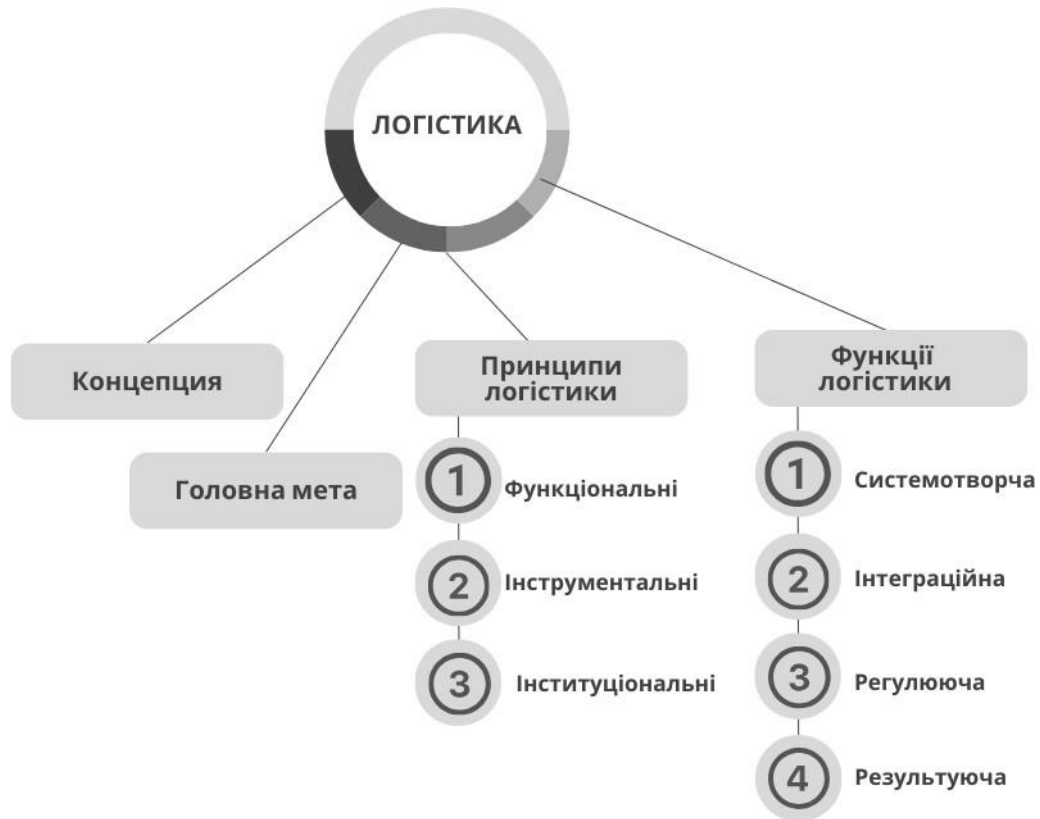 ЛОГІСТИКА
Концепция
Головна мета
Принципи
логістики
1
Функціональні
2
Інструментальні
3
Інституціональні
Функції
логістики
1
Системотворча
2
Інтеграційна
3
Регулююча
4
Результуюча